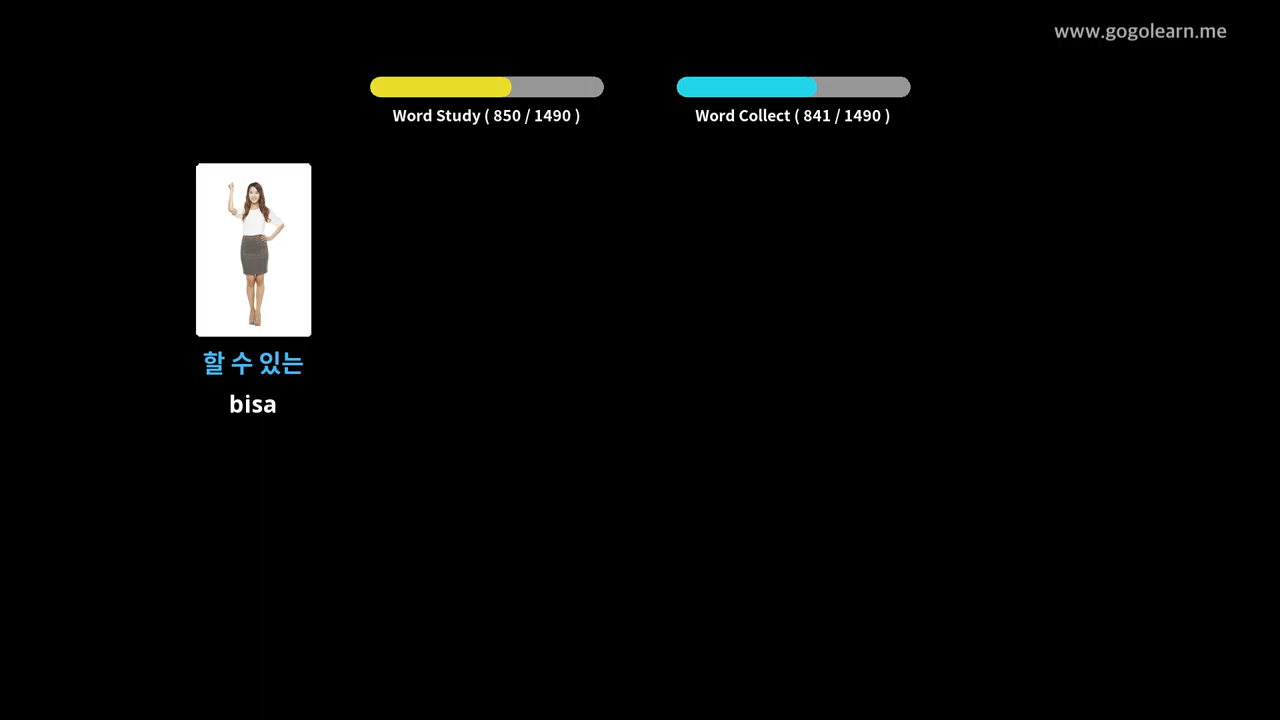 www.gogolearn.me
Word Study ( 850 / 1490 )
Word Collect ( 841 / 1490 )
할 수 있는
bisa